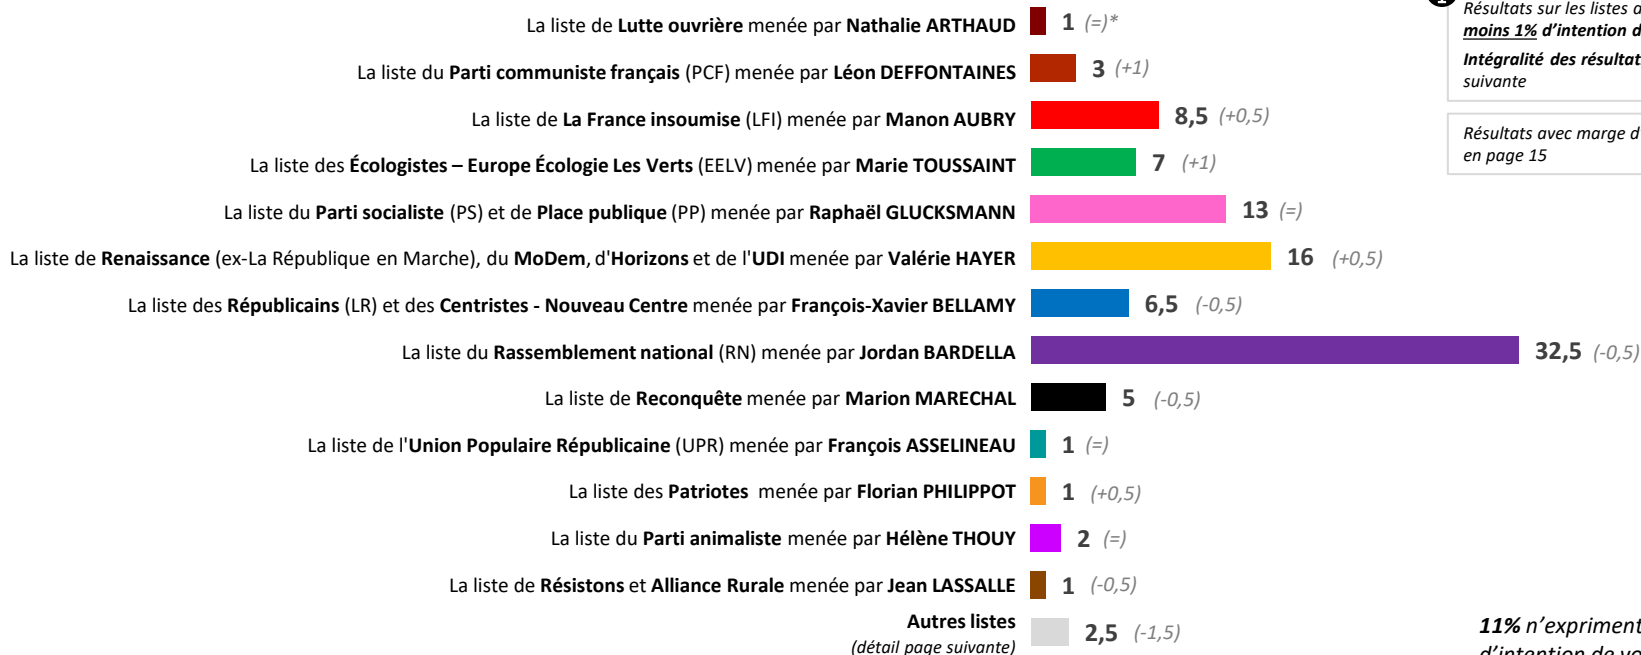 La liste de Lutte ouvrière menée par Nathalie ARTHAUD 1 (=)*
La liste du Parti communiste français (PCF) menée par Léon DEFFONTAINES 3 (+1)
La liste de La France insoumise (LFI) menée par Manon AUBRY 8,5 (+0,5)
La liste des Écologistes – Europe Écologie Les Verts (EELV) menée par Marie TOUSSAINT 7 (+1)
La liste du Parti socialiste (PS) et de Place publique (PP) menée par Raphaël GLUCKSMANN 13 (=)
La liste de Renaissance (ex-La République en Marche), du MoDem, d'Horizons et de l'UDI menée par Valérie HAYER 16 (+0,5)
La liste des Républicains (LR) et des Centristes - Nouveau Centre menée par François-Xavier BELLAMY 6,5 (-0,5)
La liste du Rassemblement national (RN) menée par Jordan BARDELLA 32,5 (-0,5)
La liste de Reconquête menée par Marion MARECHAL 5 (-0,5)
La liste de l'Union Populaire Républicaine (UPR) menée par François ASSELINEAU 1 (=)
La liste des Patriotes menée par Florian PHILIPPOT 1 (+0,5)
La liste du Parti animaliste menée par Hélène THOUY 2 (=)
La liste de Résistons et Alliance Rurale menée par Jean LASSALLE 1 (-0,5)
Autres listes
(détail page suivante) 2,5 (-1,5)
Résultats sur les listes
moins 1% d'intention
Intégralité des
suivante
Résultats avec marge
en page 15
11% n'expriment
d'intention de